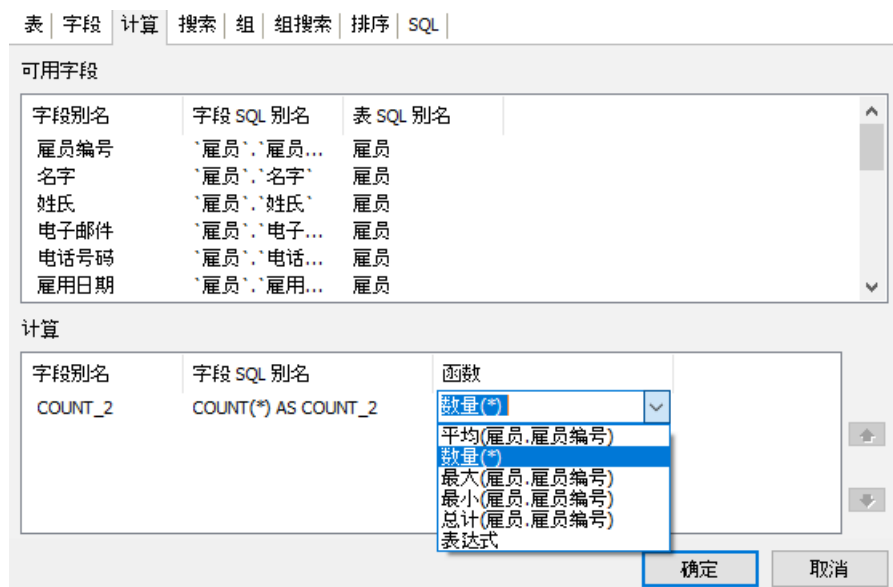 表 字段 计算 搜索 组 组搜索 排序 SQL
可用字段
字段别名 字段 SQL 别名 表 SQL 别名
雇员编号 `雇员`.`雇员... 雇员
名字 `雇员`.`名字` 雇员
姓氏 `雇员`.`姓氏` 雇员
电子邮件 `雇员`.`电子... 雇员
电话号码 `雇员`.`电话... 雇员
雇用日期 `雇员`.`雇用... 雇员
计算
字段别名 字段 SQL 别名 函数
COUNT_2 COUNT(*) AS COUNT_2 数量(*)
平均(雇员.雇员编号)
数量(*)
最大(雇员.雇员编号)
最小(雇员.雇员编号)
总计(雇员.雇员编号)
表达式
确定 取消